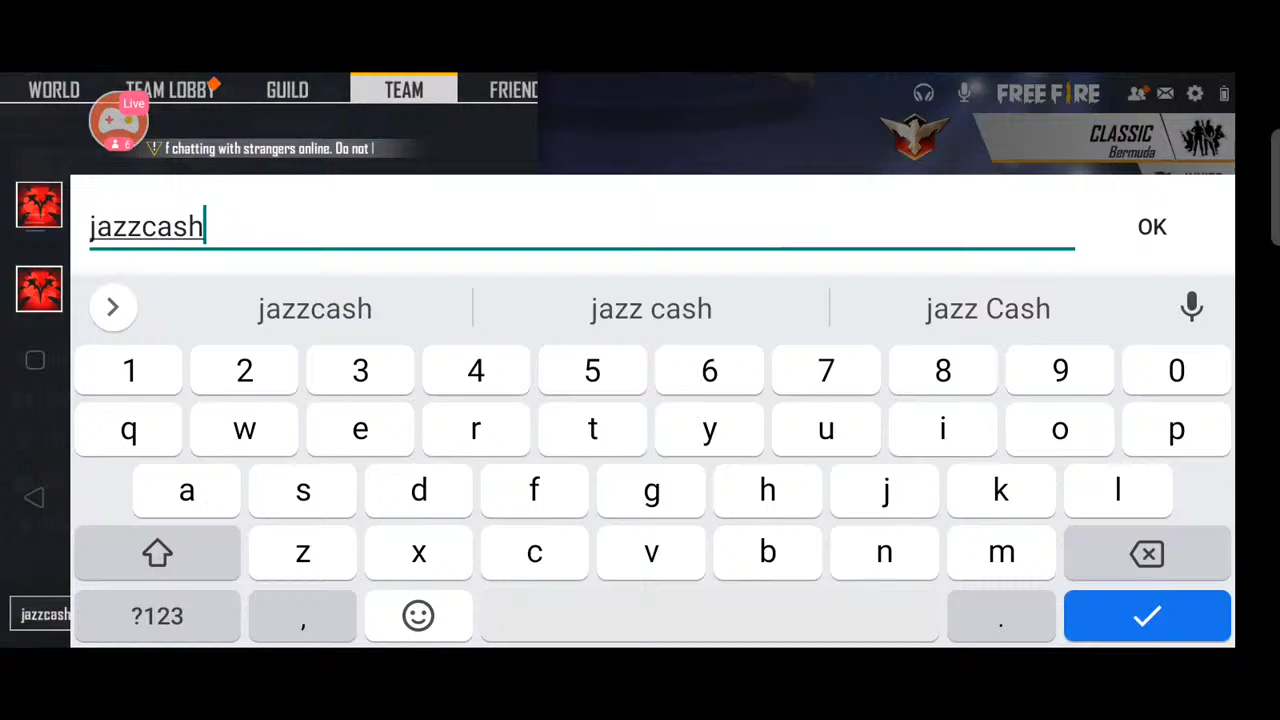 WORLD TEAM LOBBY GUILD TEAM FRIEND FREE FIRE
Live
6
f chatting with strangers online. Do not
CLASSIC
Bermuda
jazzcash OK
jazzcash jazz cash jazz Cash
1 2 3 4 5 6 7 8 9 0
q w e r t y u i o p
a s d f g h j k l
z x c v b n m
jazzcash ?123 , .